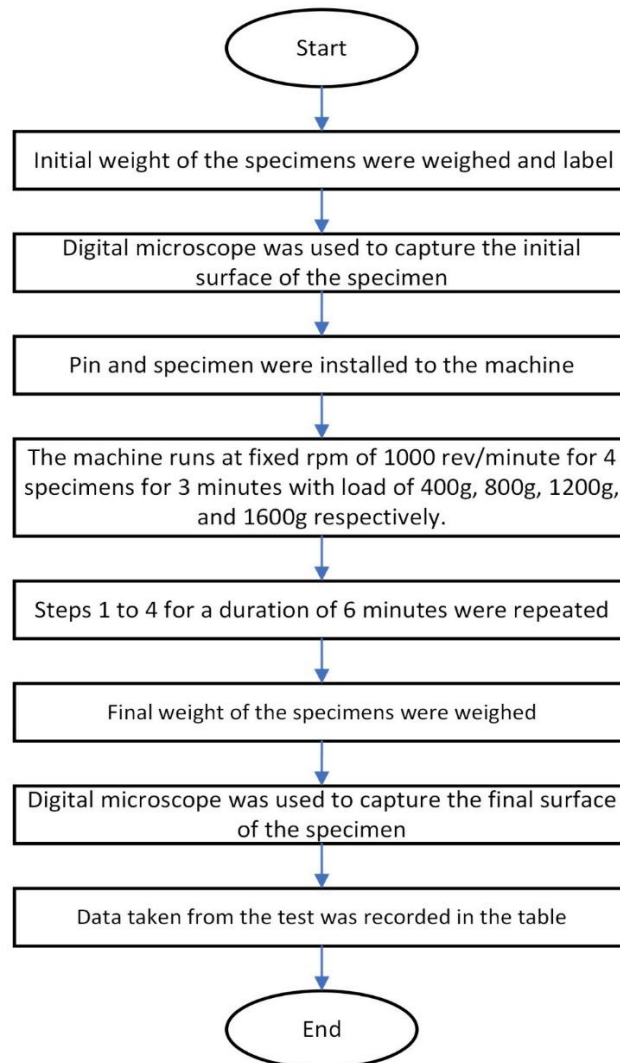 Start
Initial weight of the specimens were weighed and label
Digital microscope was used to capture the initial
surface of the specimen
Pin and specimen were installed to the machine
The machine runs at fixed rpm of 1000 rev/minute for 4
specimens for 3 minutes with load of 400g, 800g, 1200g,
and 1600g respectively.
Steps 1 to 4 for a duration of 6 minutes were repeated
Final weight of the specimens were weighed
Digital microscope was used to capture the final surface
of the specimen
Data taken from the test was recorded in the table
End